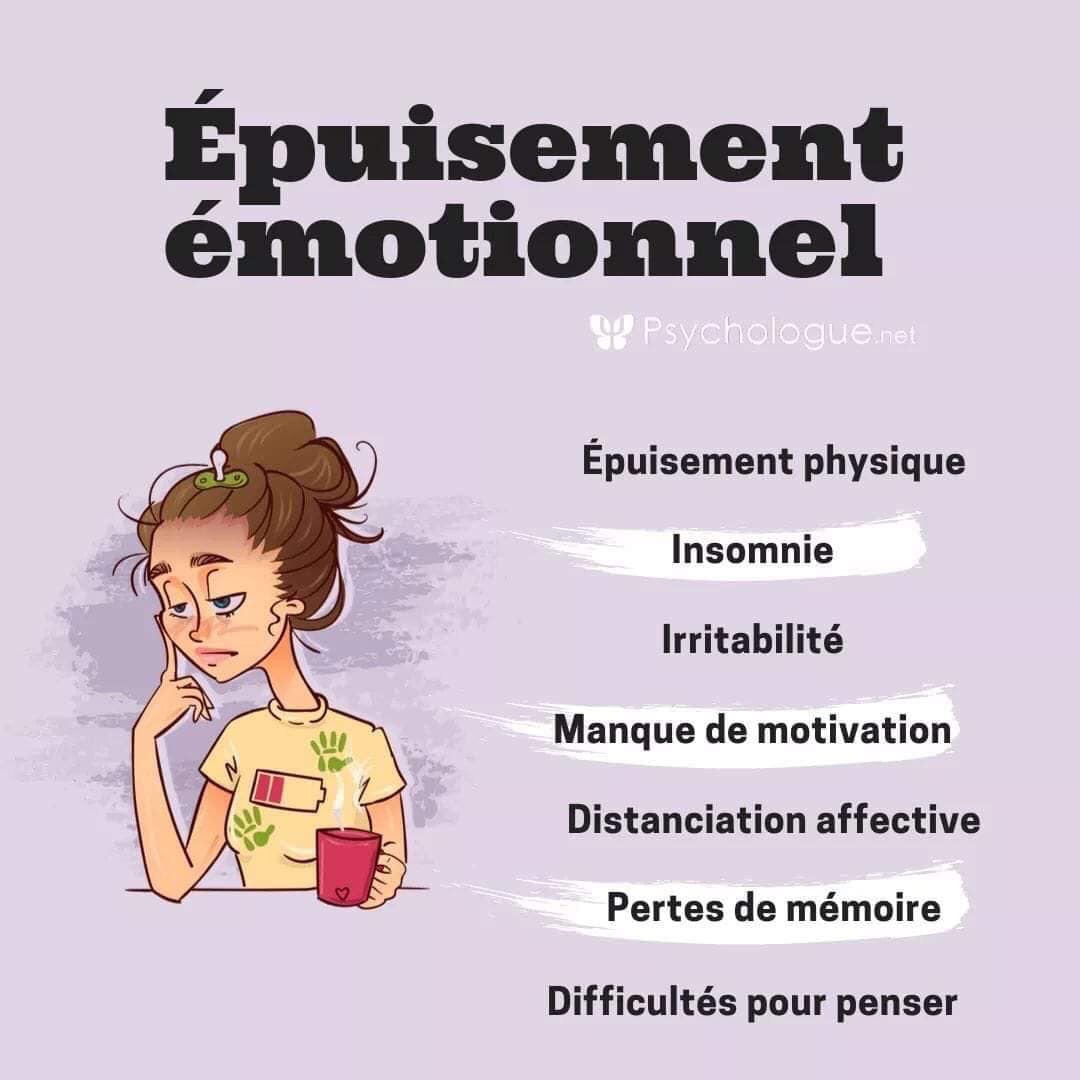 Épuisement
émotionnel
Psychologue.net
Épuisement physique
Insomnie
Irritabilité
Manque de motivation
Distanciation affective
Pertes de mémoire
Difficultés pour penser